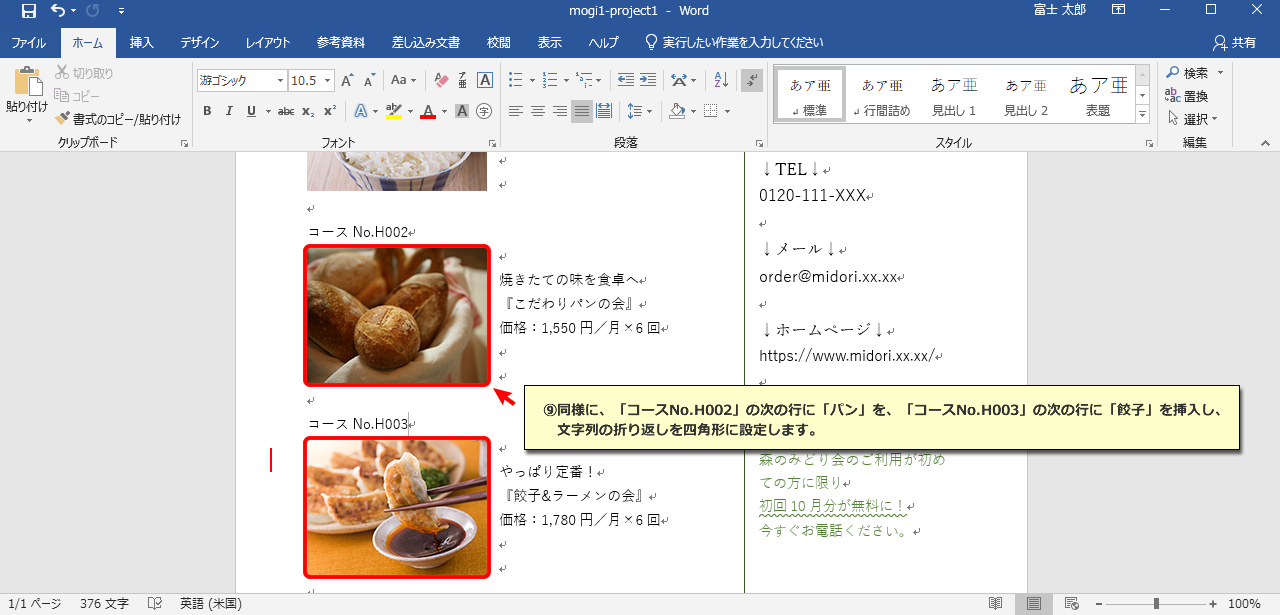 mogi1-project1 - Word
富士 太郎
ファイル ホーム 挿入 デザイン レイアウト 参考資料 差し込み文書 校閲 表示 ヘルプ 実行したい作業を入力してください 共有
貼り付け
切り取り
コピー
書式のコピー/貼り付け
クリップボード
游ゴシック 10.5
フォント
段落
あア亜 あア亜 あア亜 あア亜 あア亜
↲標準 ↲行間詰め 見出し 1 見出し 2 表題
スタイル
検索
置換
選択
編集
コース No.H002
焼きたての味を食卓へ
『こだわりパンの会』
価格：1,550 円／月×6 回
コース No.H003
やっぱり定番！
『餃子&ラーメンの会』
価格：1,780 円／月×6 回
↓TEL↓
0120-111-XXX
↓メール↓
order@midori.xx.xx
↓ホームページ↓
https://www.midori.xx.xx/
⑨同様に、「コースNo.H002」の次の行に「パン」を、「コースNo.H003」の次の行に「餃子」を挿入し、
文字列の折り返しを四角形に設定します。
森のみどり会のご利用が初め
ての方に限り
初回 10 月分が無料に！
今すぐお電話ください。
1/1 ページ 376 文字 英語 (米国) 100%